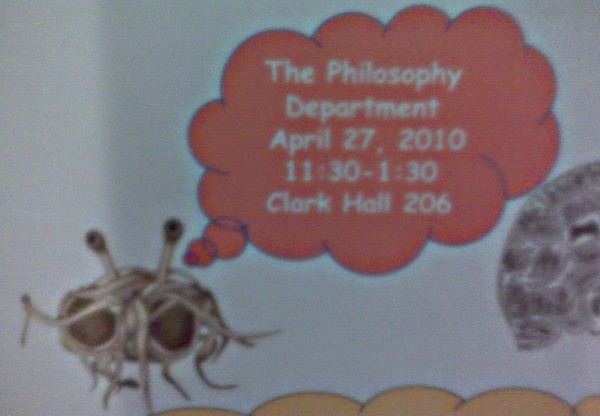 The Philosophy
Department
April 27, 2010
11:30-1:30
Clark Hall 206